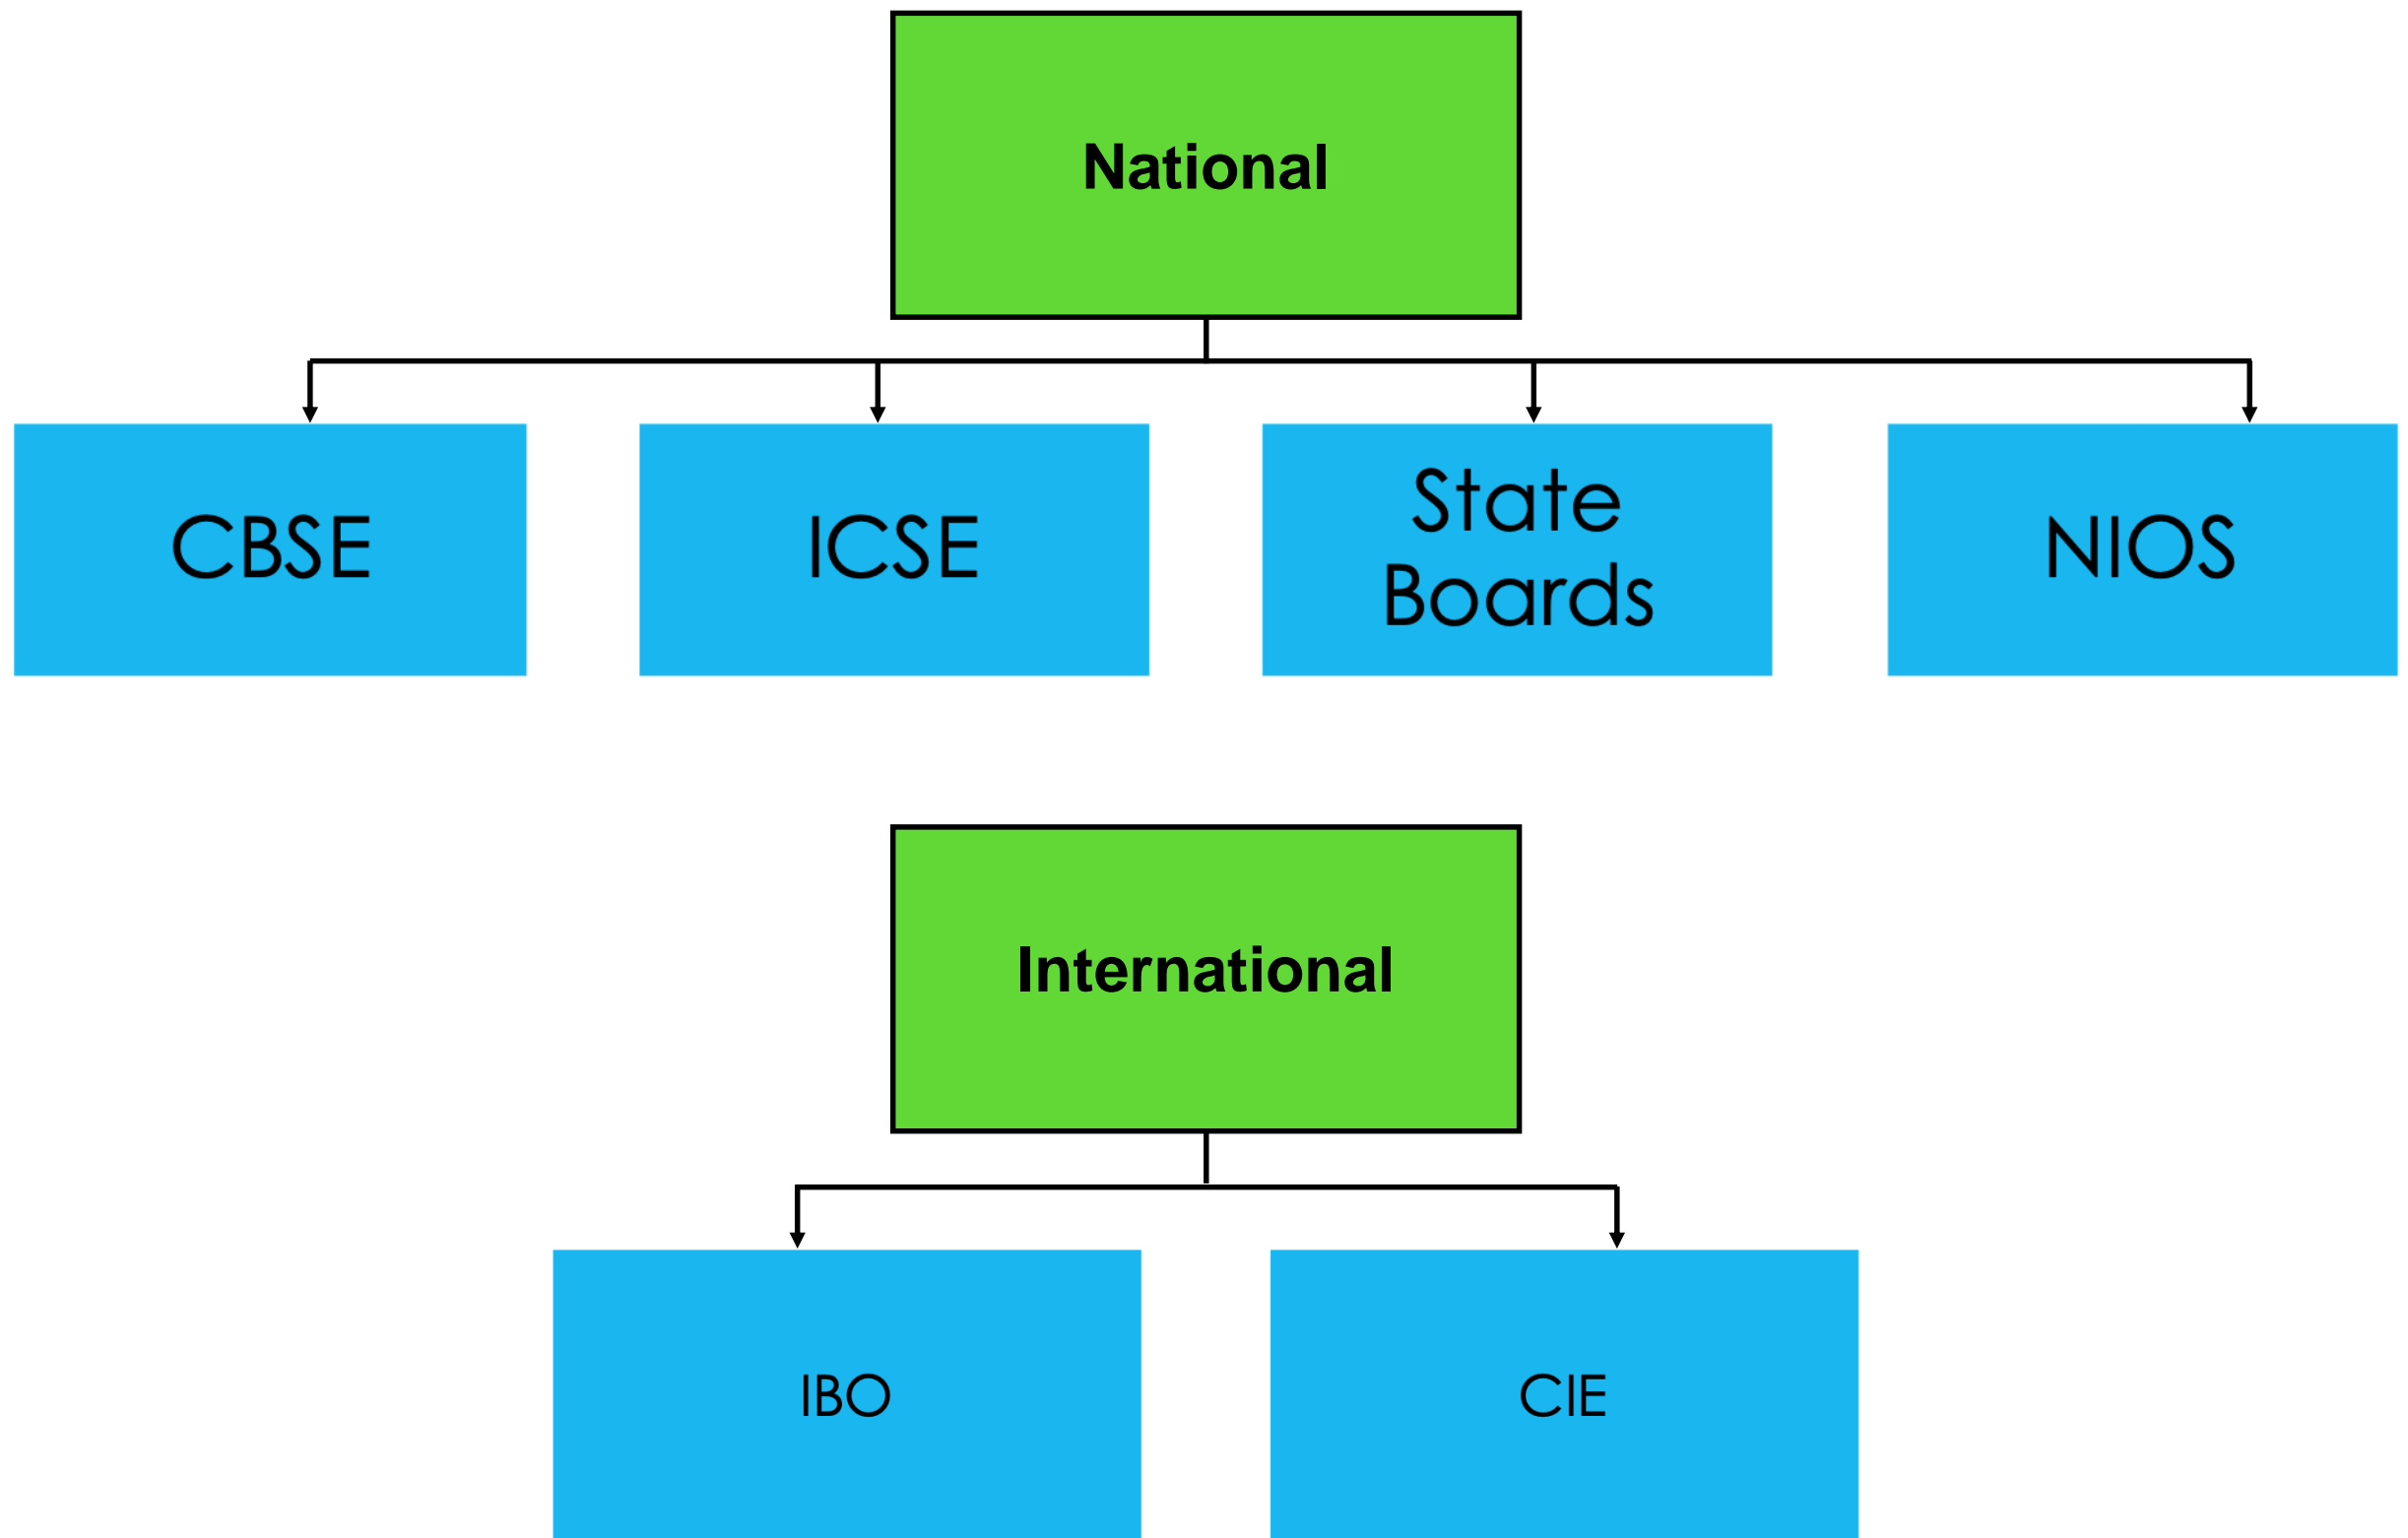 National
CBSE
ICSE
State
Boards
NIOS
International
IBO
CIE